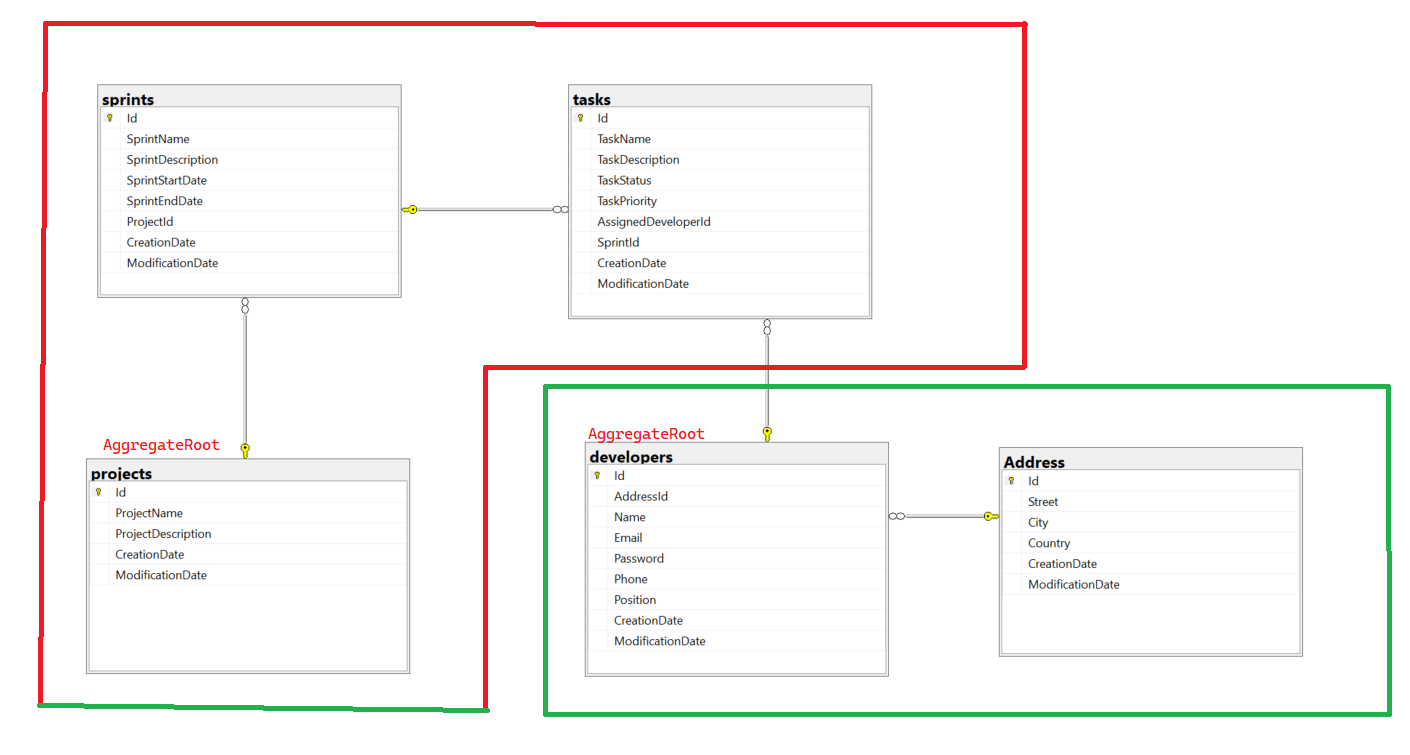 sprints
Id
SprintName
SprintDescription
SprintStartDate
SprintEndDate
ProjectId
CreationDate
ModificationDate
tasks
Id
TaskName
TaskDescription
TaskStatus
TaskPriority
AssignedDeveloperId
SprintId
CreationDate
ModificationDate
AggregateRoot
projects
Id
ProjectName
ProjectDescription
CreationDate
ModificationDate
AggregateRoot
developers
Id
AddressId
Name
Email
Password
Phone
Position
CreationDate
ModificationDate
Address
Id
Street
City
Country
CreationDate
ModificationDate